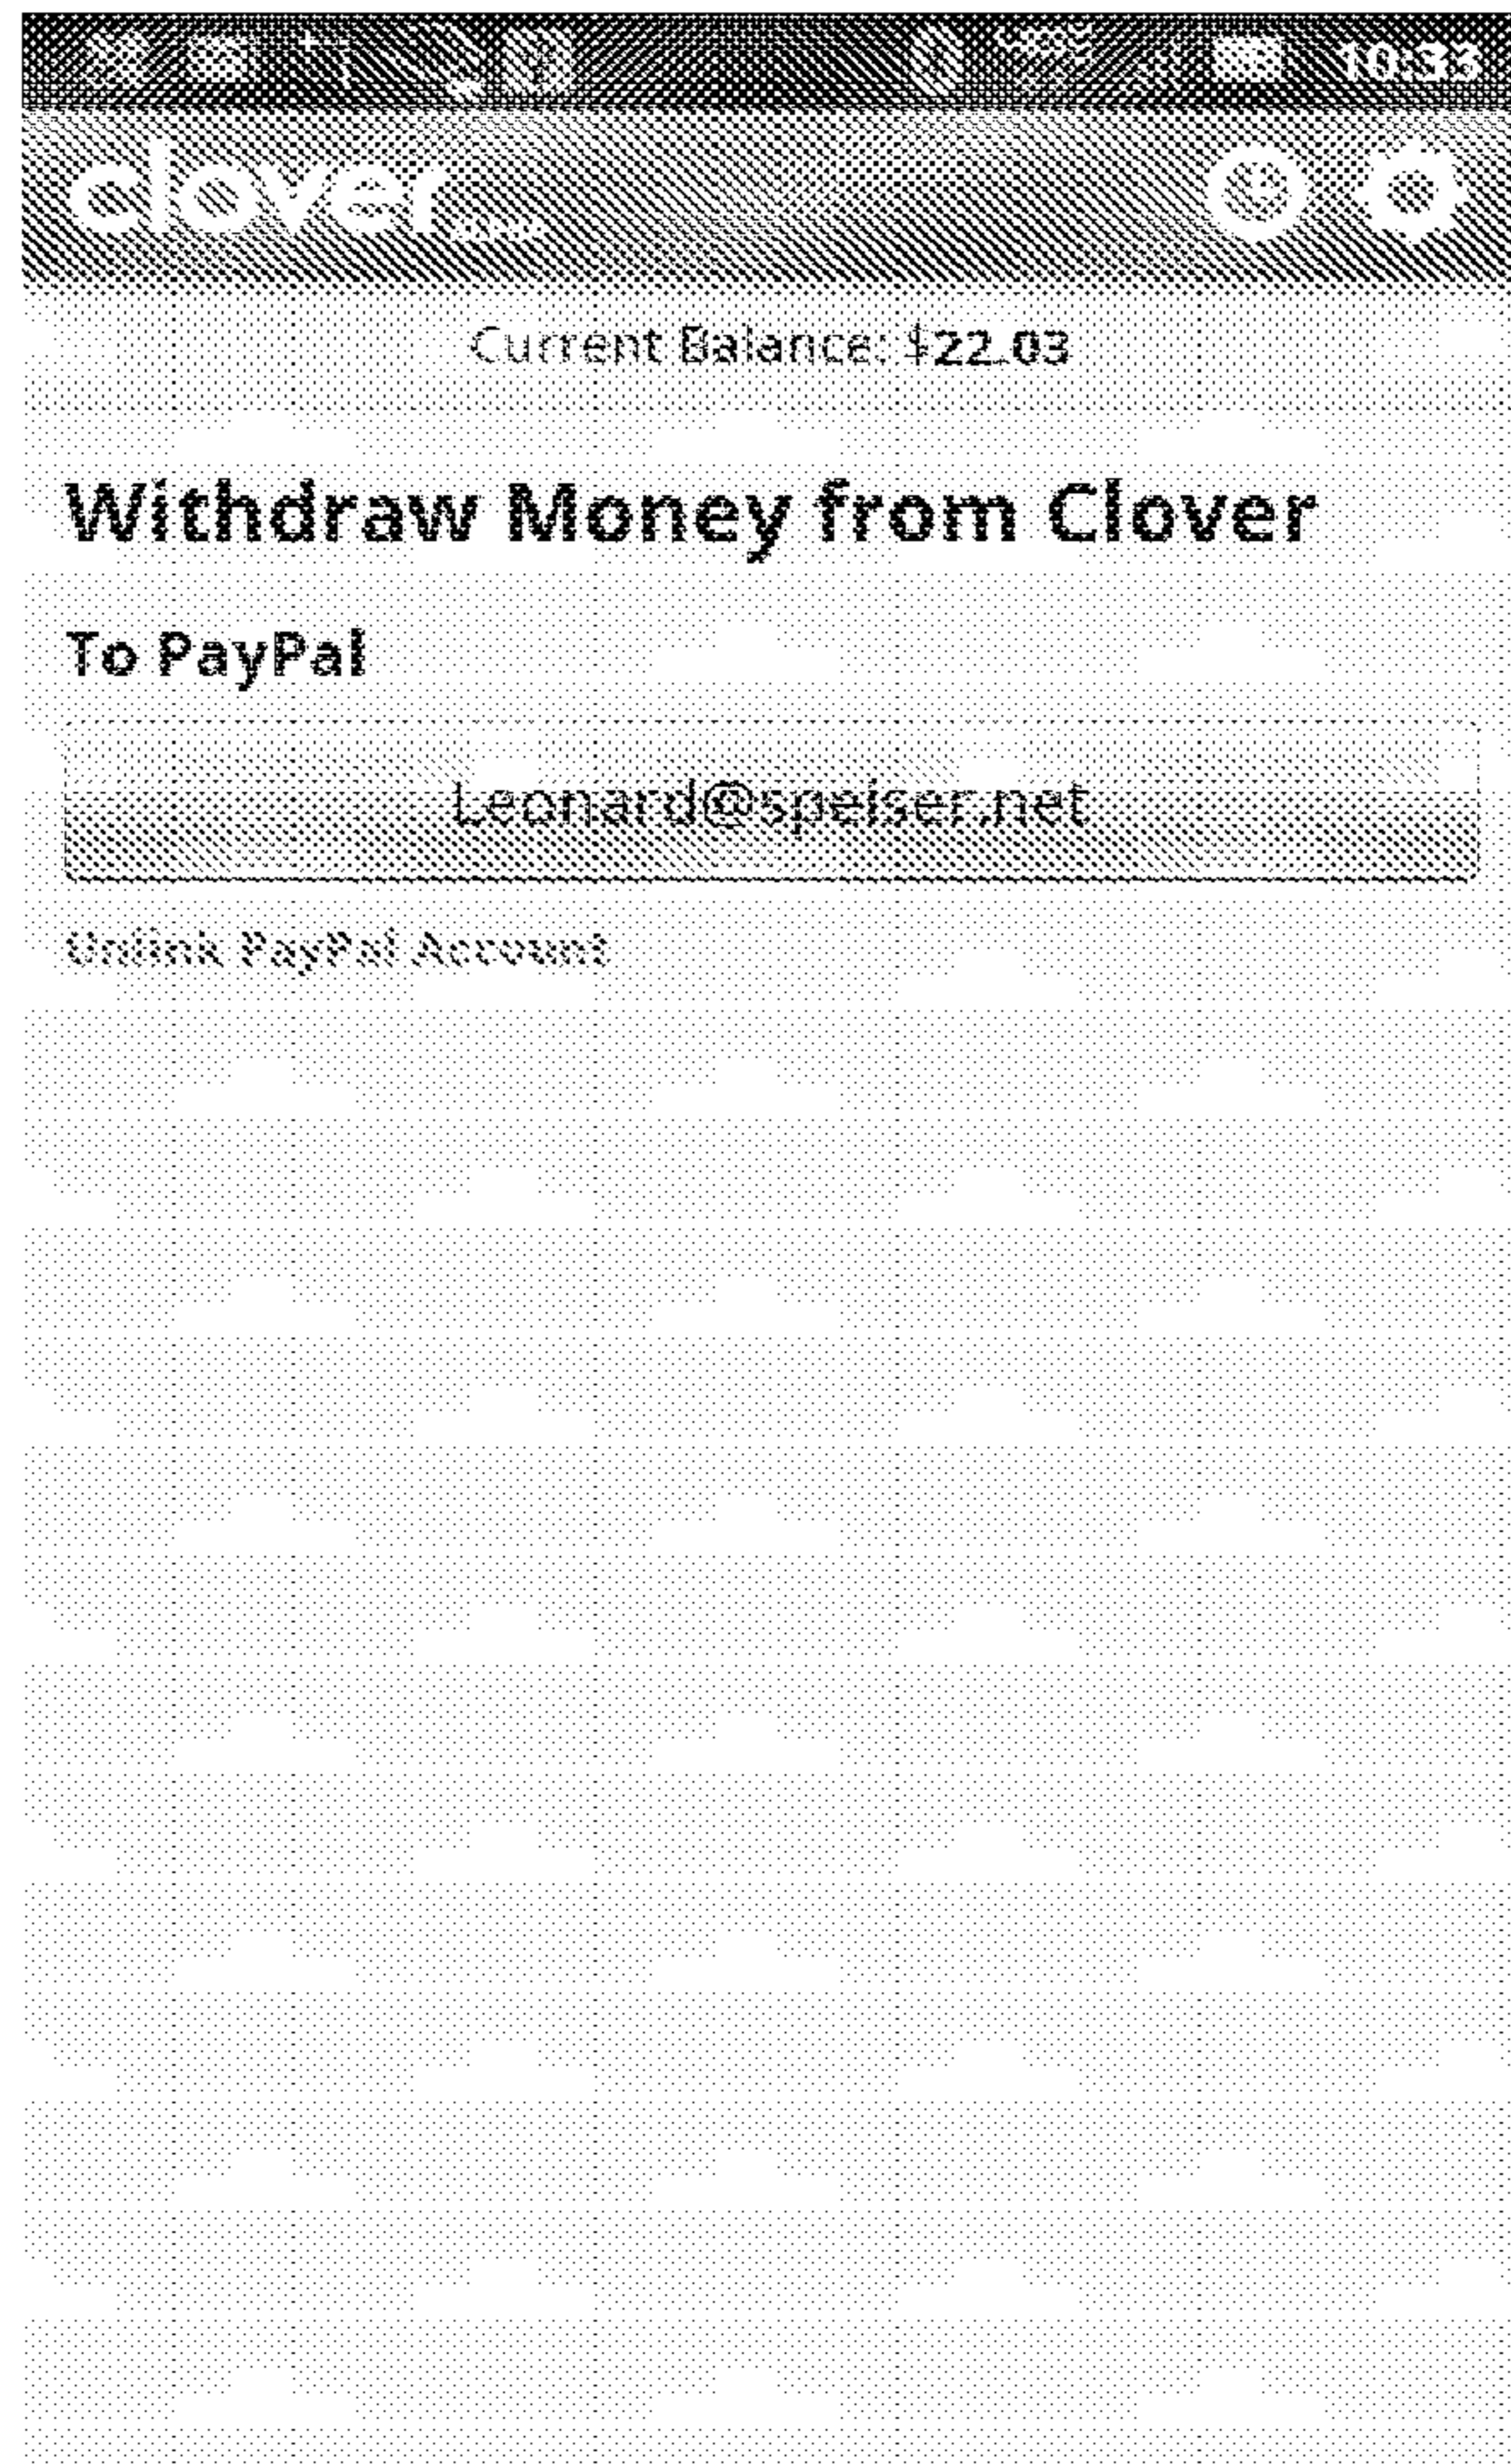 10:33
clover
Current Balance: $22.03
Withdraw Money from Clover
To PayPal
Leonard@speiser.net
Unlink PayPal Account